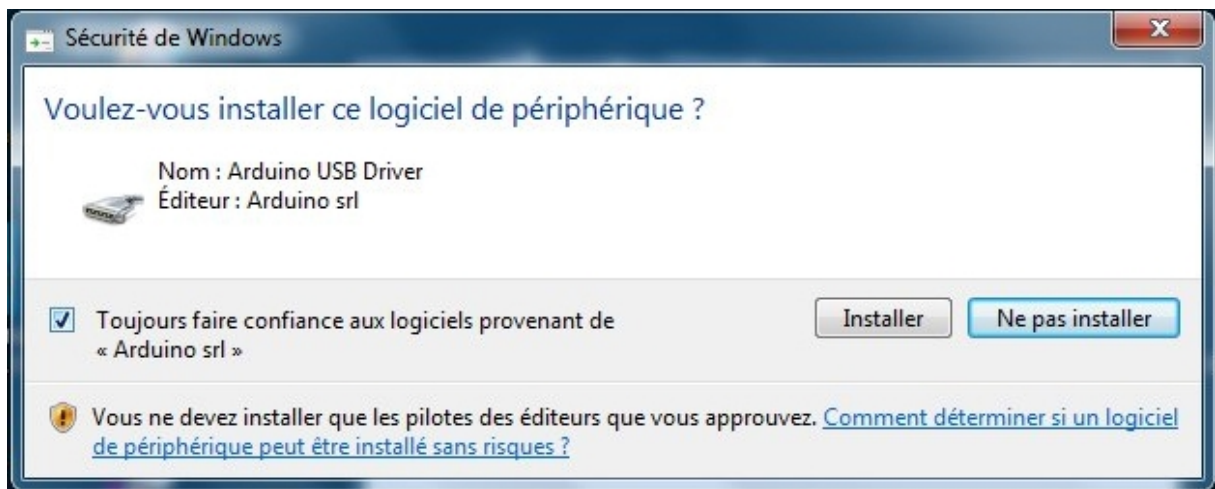 Sécurité de Windows
Voulez-vous installer ce logiciel de périphérique ?
Nom : Arduino USB Driver
Éditeur : Arduino srl
Toujours faire confiance aux logiciels provenant de
« Arduino srl »
Installer
Ne pas installer
Vous ne devez installer que les pilotes des éditeurs que vous approuvez. Comment déterminer si un logiciel
de périphérique peut être installé sans risques ?